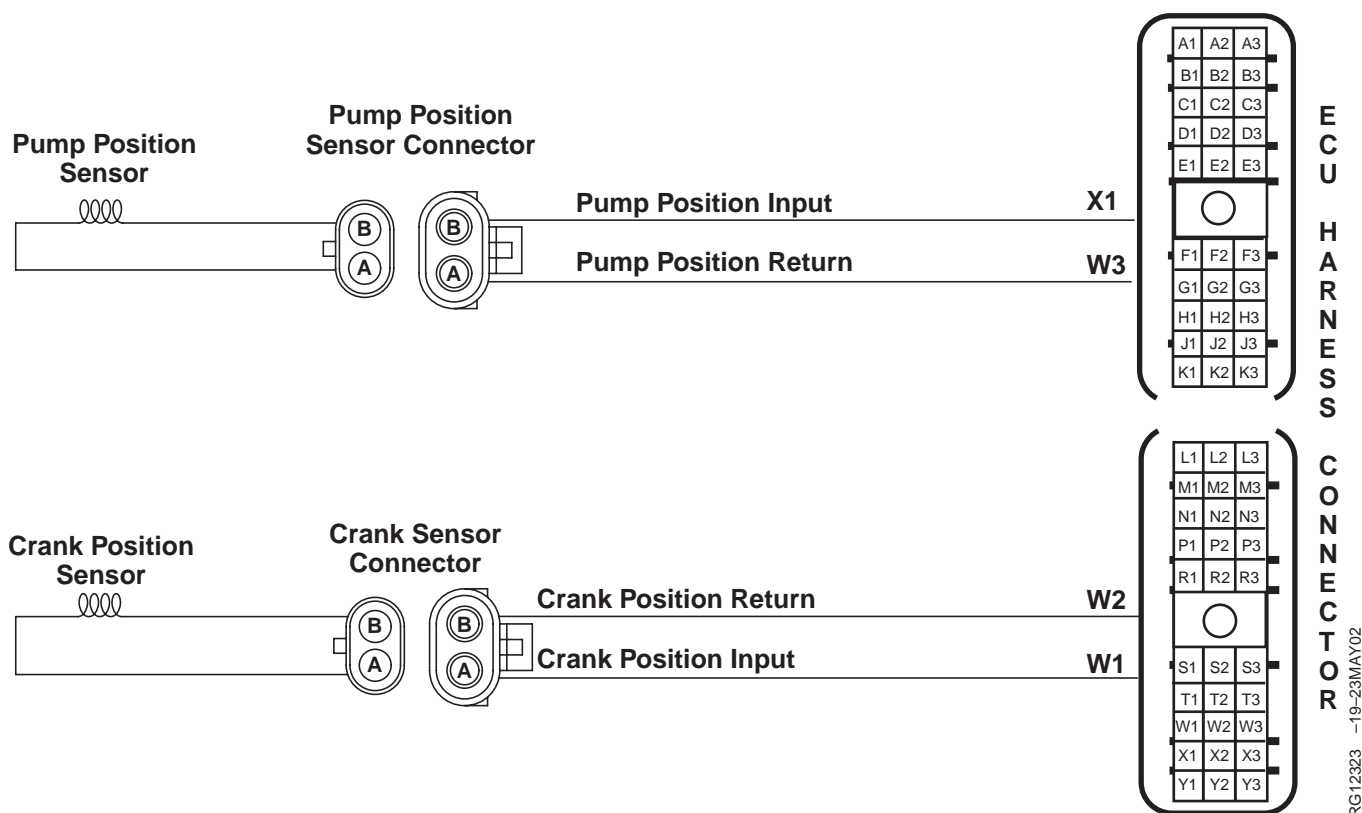 Pump Position
Sensor
Pump Position
Sensor Connector
B
A
B
A
Pump Position Input
X1
Pump Position Return
W3
A1 A2 A3
B1 B2 B3
C1 C2 C3
D1 D2 D3
E1 E2 E3
F1 F2 F3
G1 G2 G3
H1 H2 H3
J1 J2 J3
K1 K2 K3
Crank Position
Sensor
Crank Sensor
Connector
B
A
B
A
Crank Position Return
W2
Crank Position Input
W1
L1 L2 L3
M1 M2 M3
N1 N2 N3
P1 P2 P3
R1 R2 R3
S1 S2 S3
T1 T2 T3
W1 W2 W3
X1 X2 X3
Y1 Y2 Y3
ECU HARNESS CONNECTOR
RG12323 –19–23MAY02